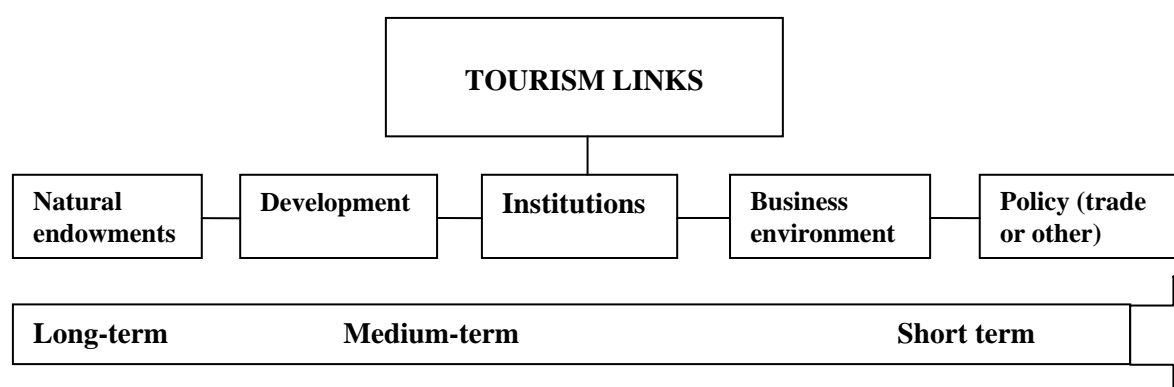 TOURISM LINKS
Natural
endowments
Development
Institutions
Business
environment
Policy (trade
or other)
Long-term Medium-term Short term